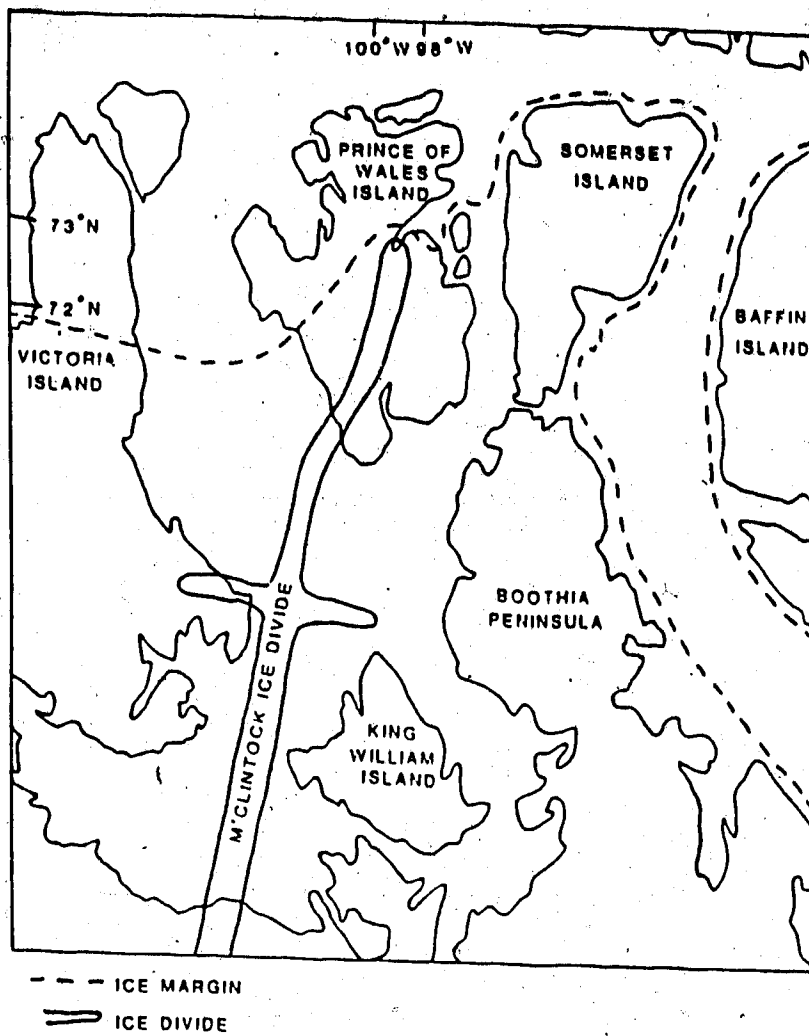 100°W 98°W
PRINCE OF
WALES
ISLAND
SOMERSET
ISLAND
73°N
72°N
VICTORIA
ISLAND
BAFFIN
ISLAND
BOOTHIA
PENINSULA
M'CLINTOCK ICE DIVIDE
KING
WILLIAM
ISLAND
ICE MARGIN
ICE DIVIDE